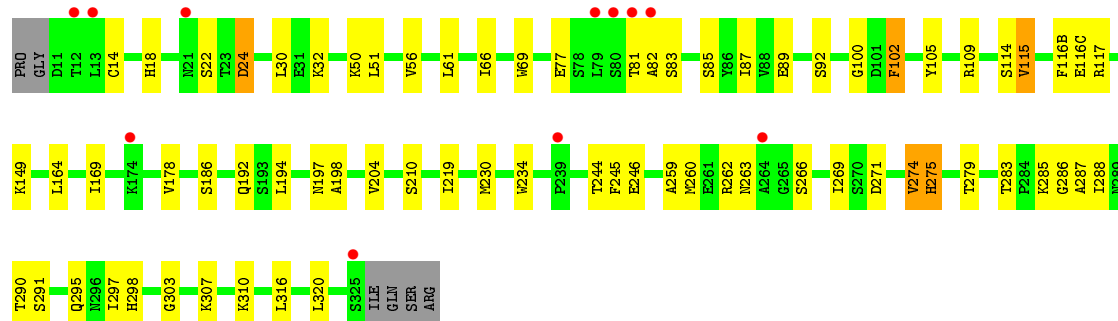 PRO GLY D11 T12 L13 C14 H18 N21 S22 T23 D24 L30 E31 K32 K50 L51 V56 L61 I66 W69 E77 S78 L79 S80 T81 A82 S83 S85 Y86 I87 V88 E89 S92 G100 D101 F102 Y105 R109 S114 V115 F116B E116C R117
K149 L164 I169 K174 V178 S186 Q192 S193 L194 N197 A198 V204 S210 I219 M230 W234 P239 T244 F245 E246 A259 M260 E261 R262 N263 A264 G265 S266 I269 S270 D271 V274 H275 T279 T283 P284 K285 G286 A287 I288 N289
T290 S291 Q295 N296 I297 H298 G303 K307 K310 L316 L320 S325 ILE GLN SER ARG